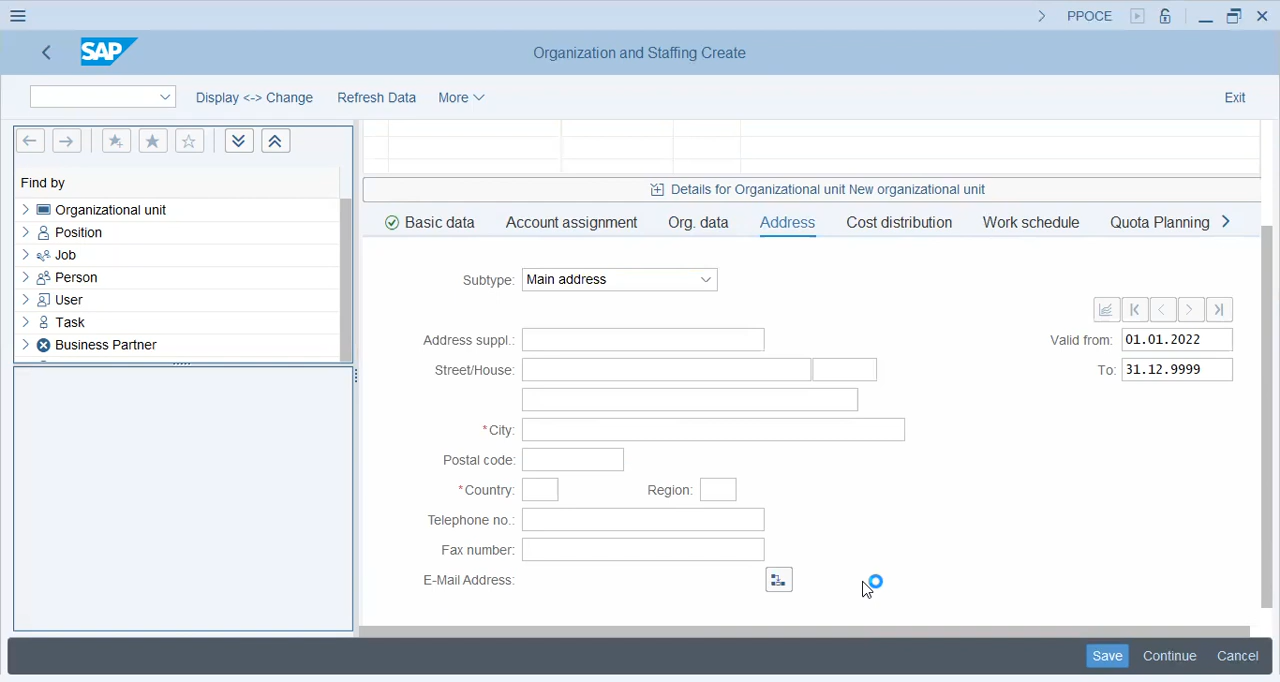 PPOCE
SAP Organization and Staffing Create
Display <-> Change Refresh Data More Exit
Find by
Organizational unit
Position
Job
Person
User
Task
Business Partner
Details for Organizational unit New organizational unit
Basic data Account assignment Org. data Address Cost distribution Work schedule Quota Planning
Subtype: Main address
Address suppl.: Valid from: 01.01.2022
Street/House: To: 31.12.9999
*City:
Postal code:
*Country: Region:
Telephone no.:
Fax number:
E-Mail Address:
Save Continue Cancel